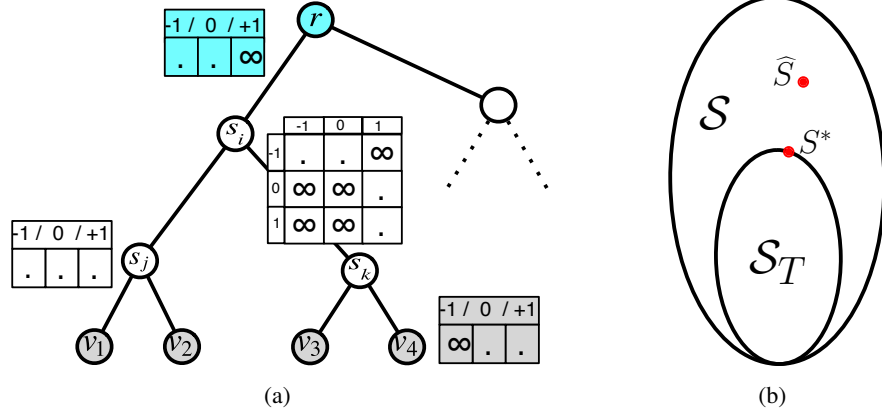 -1 / 0 / +1
. . ∞
r
s_i
-1 0 1
-1 . . ∞
0 ∞ ∞ .
1 ∞ ∞ .
-1 / 0 / +1
. . .
s_j
s_k
v_1
v_2
v_3
v_4
-1 / 0 / +1
∞ . .
(a)
Ŝ
𝒮
S*
𝒮_T
(b)